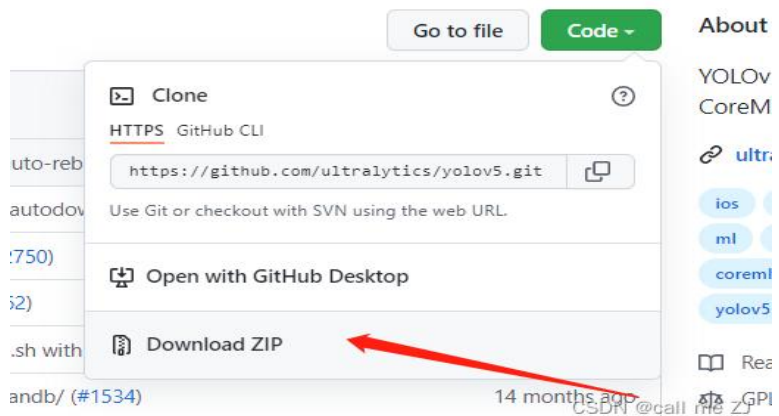 Go to file
Code
About
YOLOv
CoreM
Clone
HTTPS GitHub CLI
https://github.com/ultralytics/yolov5.git
Use Git or checkout with SVN using the web URL.
Open with GitHub Desktop
Download ZIP
uto-reb
autodov
2750)
52)
.sh with
andb/ (#1534)
14 months ago
ultra
ios
ml
coreml
yolov5
Rea
GPL
CSDN @call me ZJ